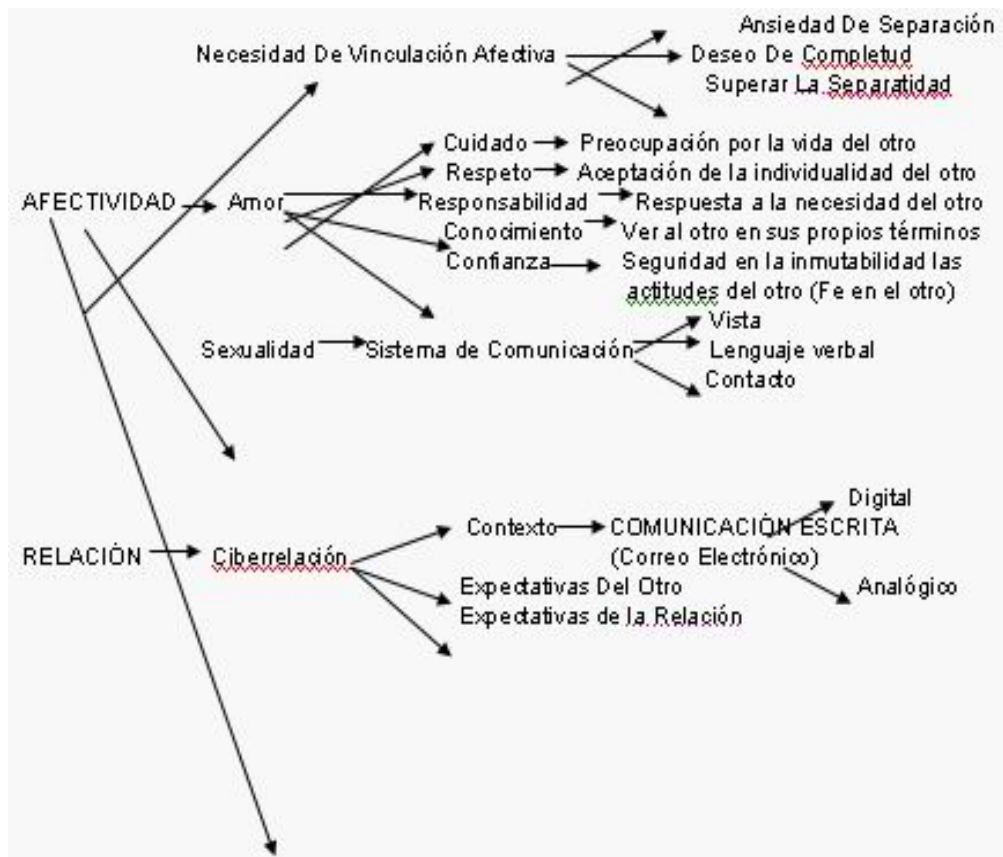 Ansiedad De Separación
Necesidad De Vinculación Afectiva Deseo De Completud
Superar La Separatidad
Cuidado Preocupación por la vida del otro
Respeto Aceptación de la individualidad del otro
AFECTIVIDAD Amor Responsabilidad Respuesta a la necesidad del otro
Conocimiento Ver al otro en sus propios términos
Confianza Seguridad en la inmutabilidad las
actitudes del otro (Fe en el otro)
Vista
Sexualidad Sistema de Comunicación Lenguaje verbal
Contacto
Digital
Contexto COMUNICACIÓN ESCRITA
RELACIÓN Ciberrelación (Correo Electrónico)
Expectativas Del Otro Analógico
Expectativas de la Relación